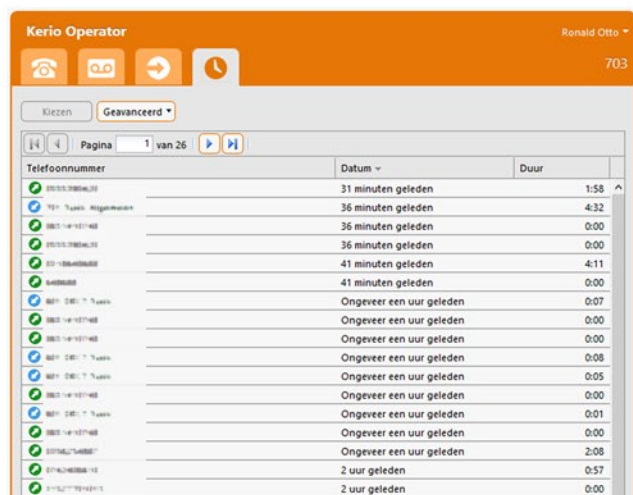 Kerio Operator
Ronald Otto
703
Kiezen Geavanceerd
Pagina 1 van 26
Telefoonnummer Datum Duur
31 minuten geleden 1:58
36 minuten geleden 4:32
36 minuten geleden 0:00
36 minuten geleden 0:00
41 minuten geleden 4:11
41 minuten geleden 0:00
Ongeveer een uur geleden 0:07
Ongeveer een uur geleden 0:00
Ongeveer een uur geleden 0:00
Ongeveer een uur geleden 0:08
Ongeveer een uur geleden 0:05
Ongeveer een uur geleden 0:00
Ongeveer een uur geleden 0:01
Ongeveer een uur geleden 0:00
Ongeveer een uur geleden 2:08
2 uur geleden 0:57
2 uur geleden 0:00